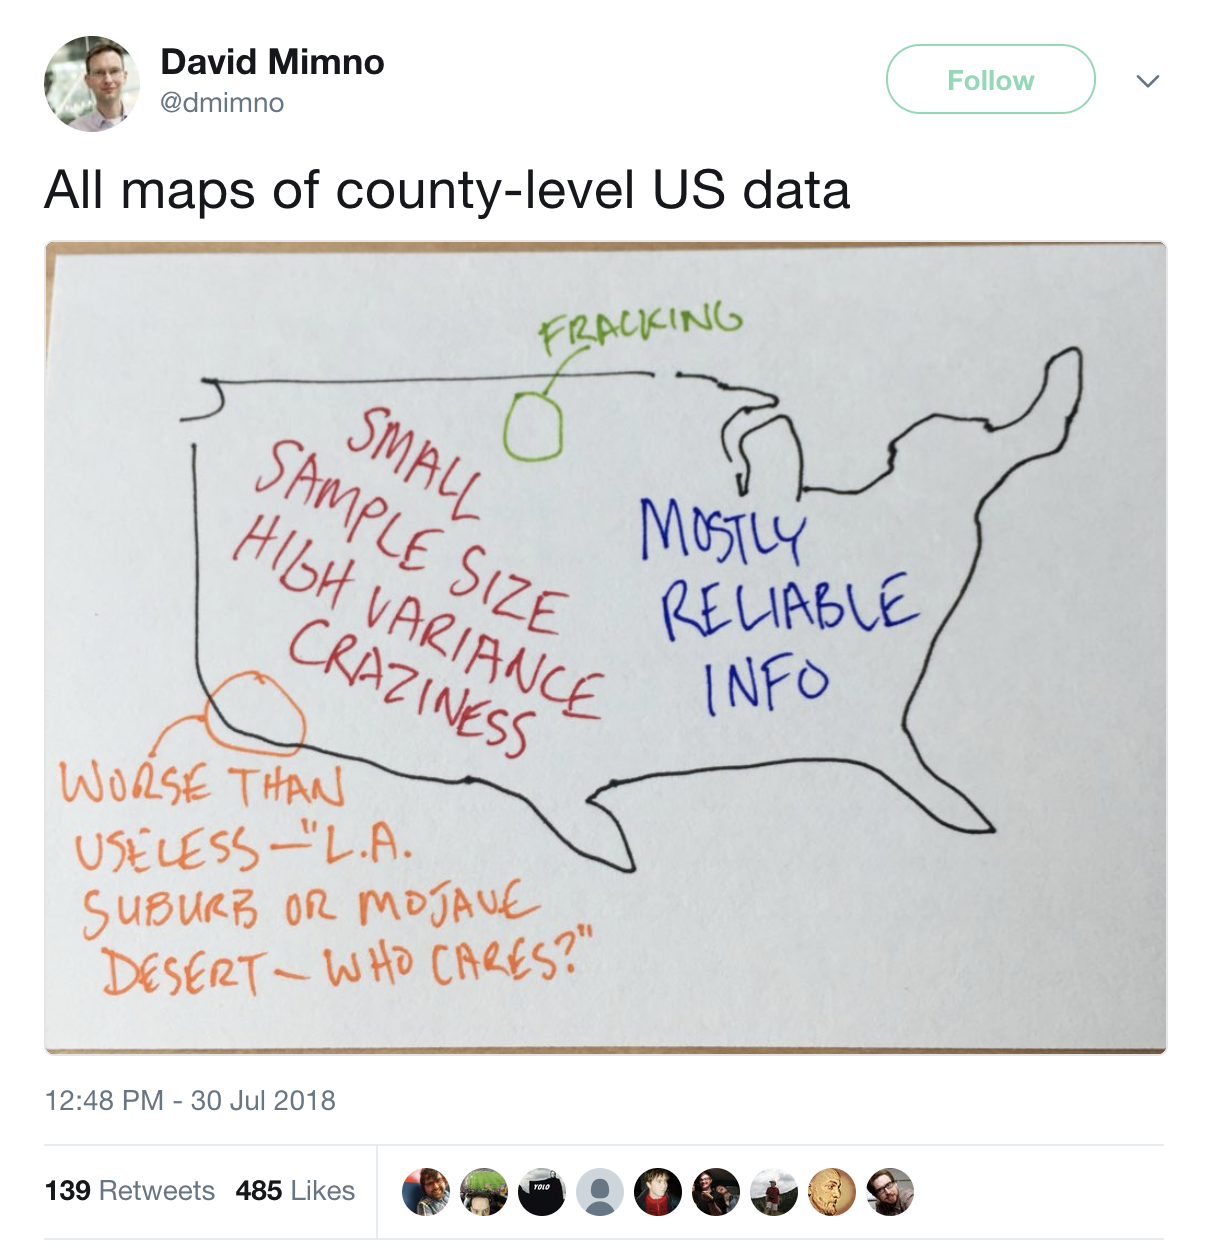 David Mimno
@dmimno
Follow
All maps of county-level US data
FRACKING
SMALL
SAMPLE SIZE
HIGH VARIANCE
CRAZINESS
MOSTLY
RELIABLE
INFO
WORSE THAN
USELESS—"L.A.
SUBURB OR MOJAVE
DESERT — WHO CARES?"
12:48 PM - 30 Jul 2018
139 Retweets 485 Likes
YOLO